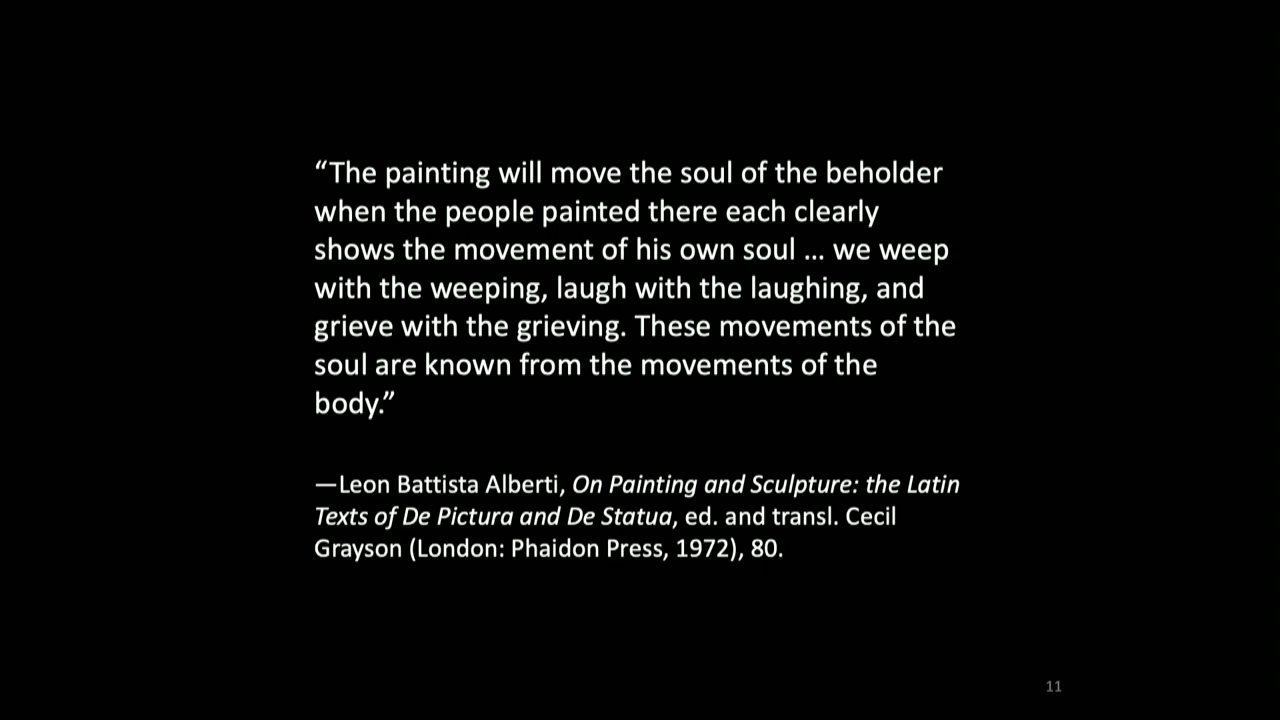 “The painting will move the soul of the beholder
when the people painted there each clearly
shows the movement of his own soul … we weep
with the weeping, laugh with the laughing, and
grieve with the grieving. These movements of the
soul are known from the movements of the
body.”
—Leon Battista Alberti, On Painting and Sculpture: the Latin
Texts of De Pictura and De Statua, ed. and transl. Cecil
Grayson (London: Phaidon Press, 1972), 80.
11